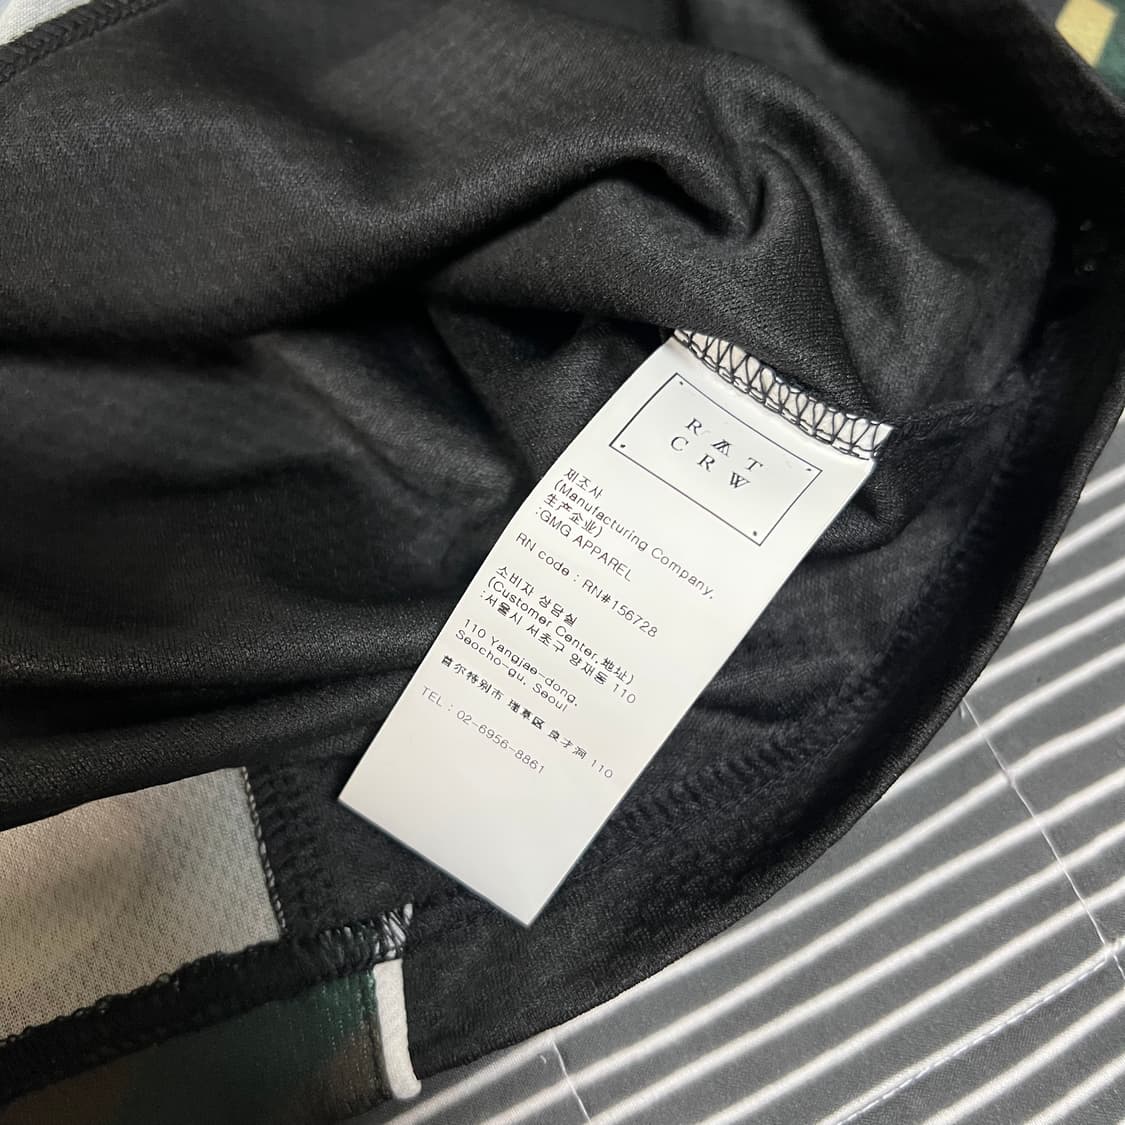 R/ΛΛ T
C R W
제조사
(Manufacturing Company,
生产企业)
:GMG APPAREL
RN code : RN#156728
소비자 상담실
(Customer Center,地址)
:서울시 서초구 양재동 110
110 Yangjae-dong,
Seocho-gu, Seoul
首尔特别市 瑞草区 良才洞 110
TEL : 02-6956-8861